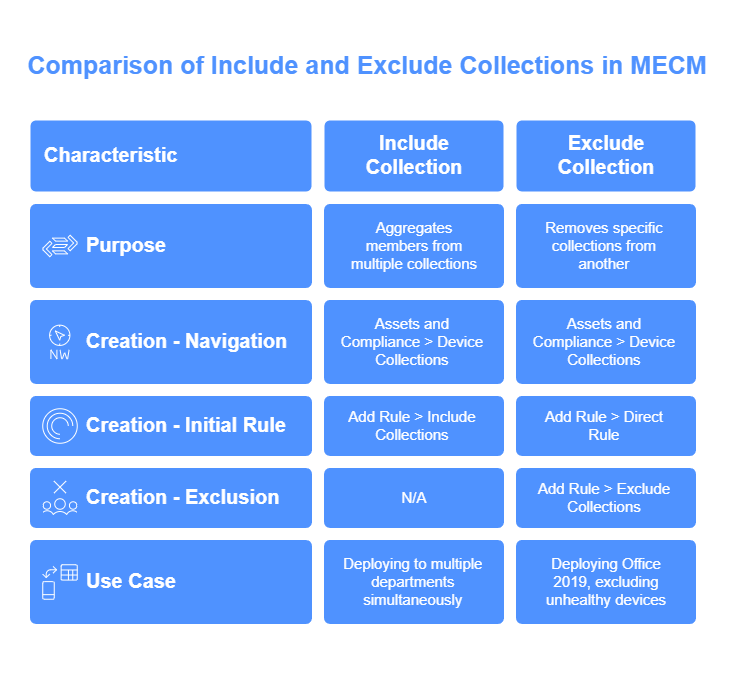 Comparison of Include and Exclude Collections in MECM
Characteristic
Include
Collection
Exclude
Collection
Purpose
Aggregates
members from
multiple collections
Removes specific
collections from
another
NW
Creation - Navigation
Assets and
Compliance > Device
Collections
Assets and
Compliance > Device
Collections
Creation - Initial Rule
Add Rule > Include
Collections
Add Rule > Direct
Rule
Creation - Exclusion
N/A
Add Rule > Exclude
Collections
Use Case
Deploying to multiple
departments
simultaneously
Deploying Office
2019, excluding
unhealthy devices